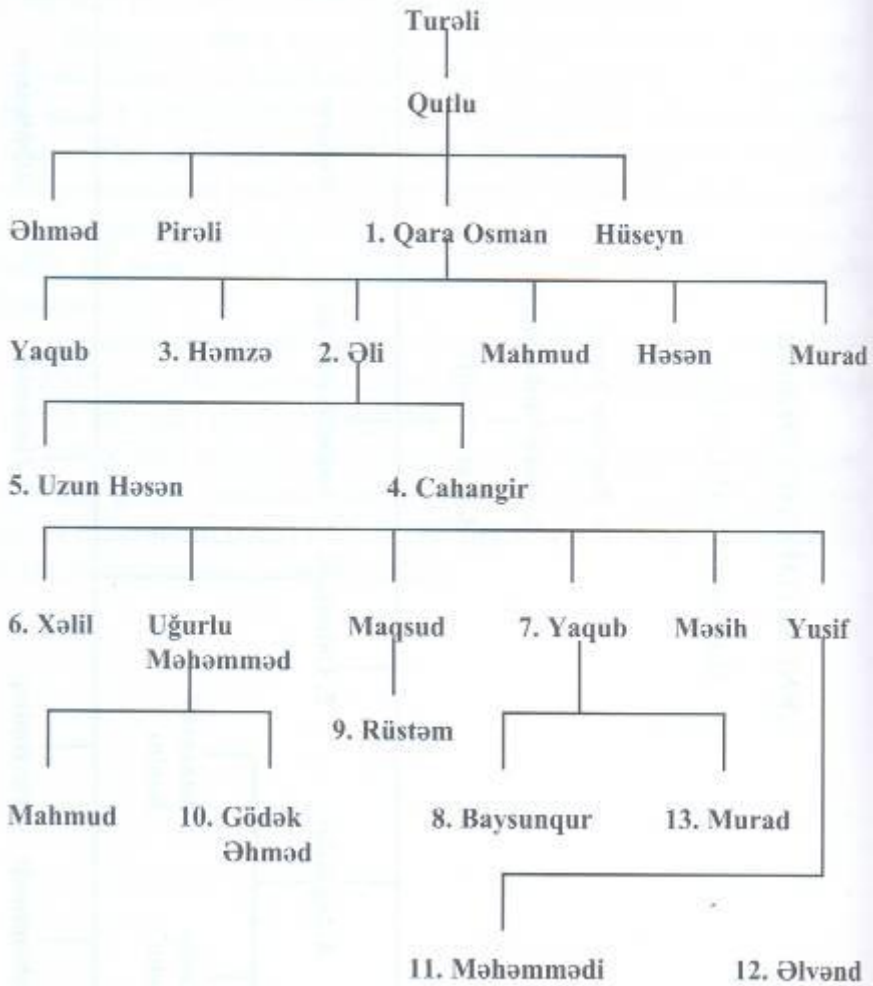 Turəli
Qutlu
Əhməd Pirəli 1. Qara Osman Hüseyn
Yaqub 3. Həmzə 2. Əli Mahmud Həsən Murad
5. Uzun Həsən 4. Cahangir
6. Xəlil Uğurlu Maqsud 7. Yaqub Məsih Yusif
Məhəmməd
9. Rüstəm
Mahmud 10. Gödək 8. Baysunqur 13. Murad
Əhməd
11. Məhəmmədi 12. Əlvənd